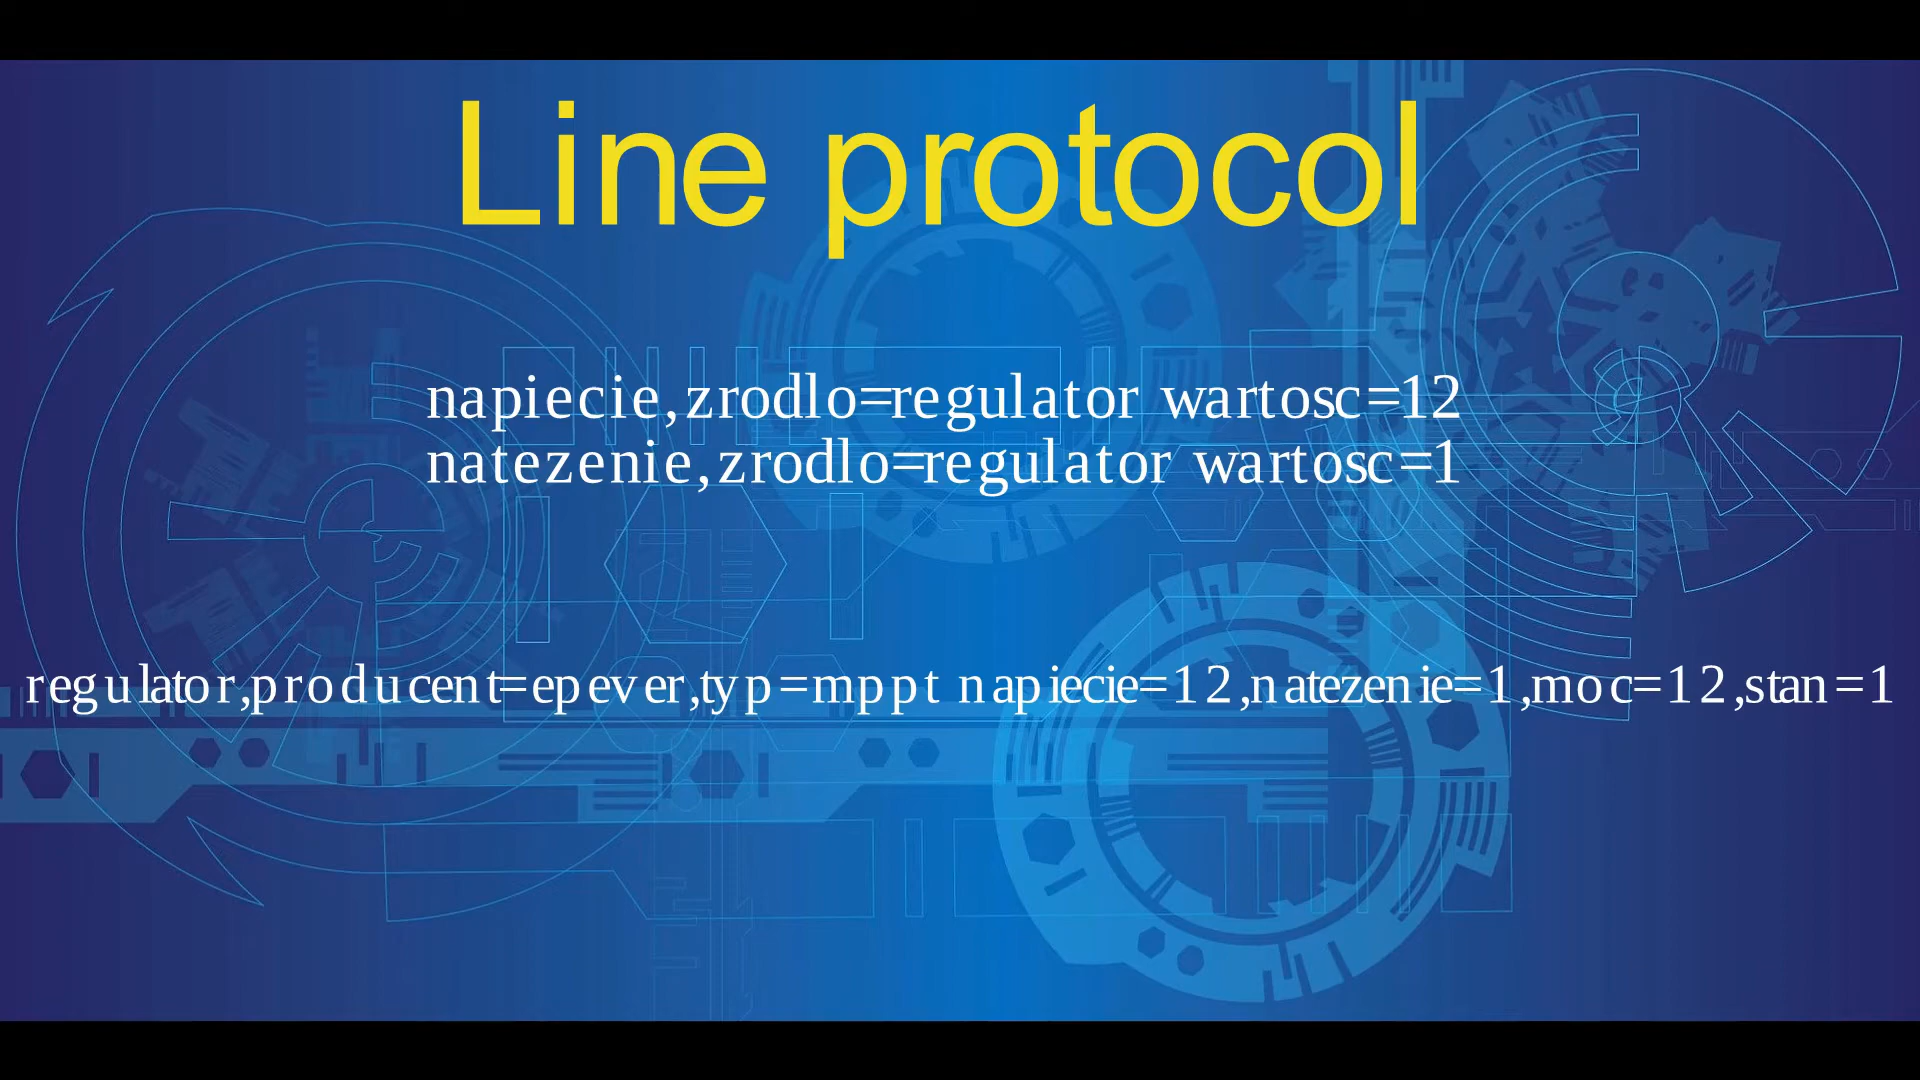 Line protocol
napiecie,zrodlo=regulator wartosc=12
natezenie,zrodlo=regulator wartosc=1
regulator,producent=epever,typ=mppt napiecie=12,natezenie=1,moc=12,stan=1